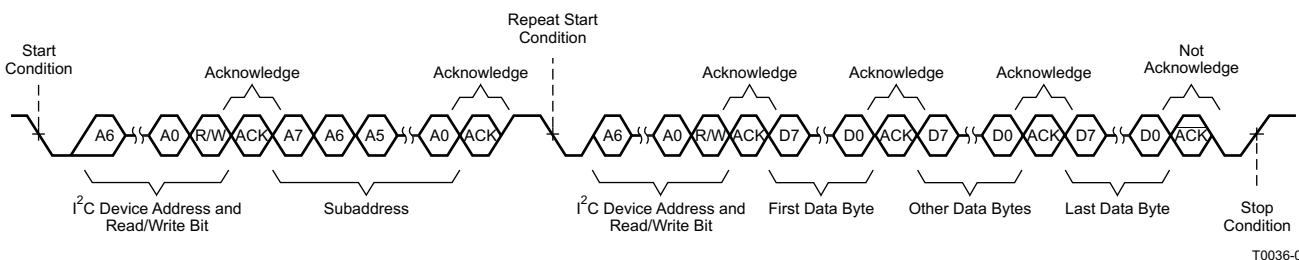 Repeat Start
Condition
Start
Condition
Not
Acknowledge
Acknowledge
Acknowledge
Acknowledge
Acknowledge
Acknowledge
A6 A0 R/W ACK A7 A6 A5 A0 ACK A6 A0 R/W ACK D7 D0 ACK D7 D0 ACK D7 D0 ACK
I2C Device Address and
Read/Write Bit
Subaddress
I2C Device Address and
Read/Write Bit
First Data Byte
Other Data Bytes
Last Data Byte
Stop
Condition